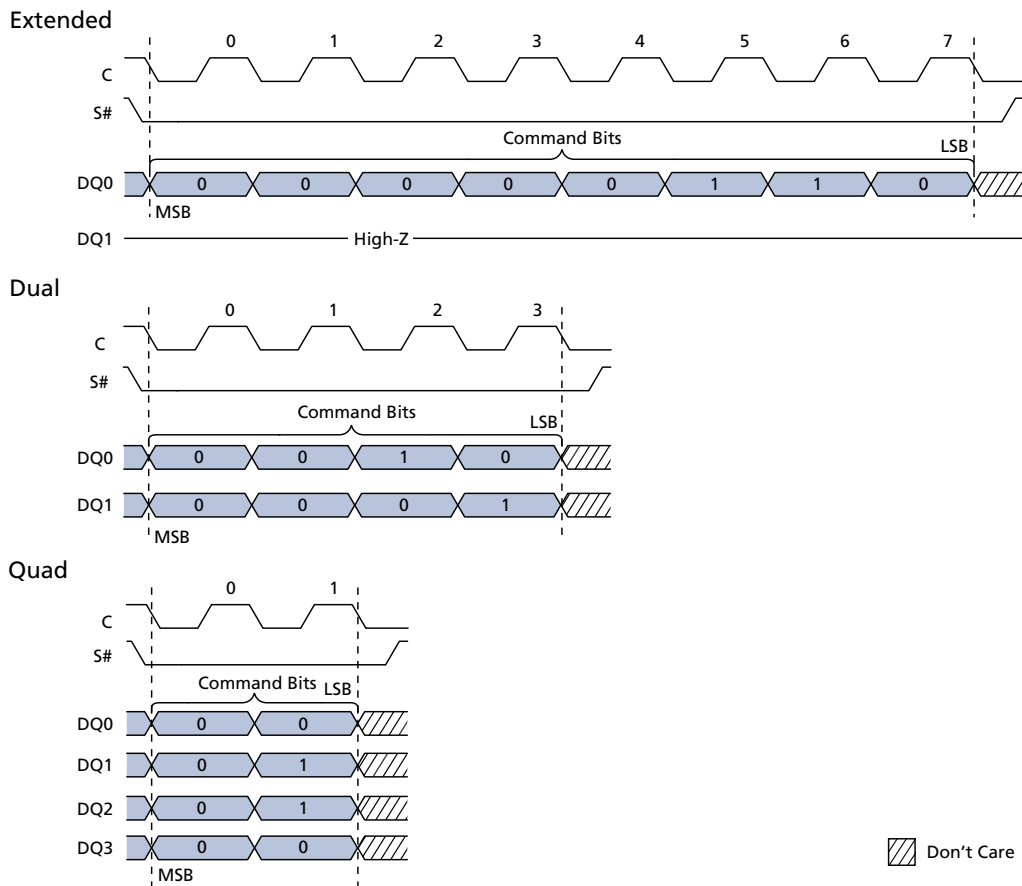 Extended
0 1 2 3 4 5 6 7
C
S#
Command Bits LSB
DQ0 0 0 0 0 0 1 1 0
MSB
DQ1 High-Z
Dual
0 1 2 3
C
S#
Command Bits LSB
DQ0 0 0 1 0
DQ1 0 0 0 1
MSB
Quad
0 1
C
S#
Command Bits LSB
DQ0 0 0
DQ1 0 1
DQ2 0 1
DQ3 0 0
MSB
Don't Care